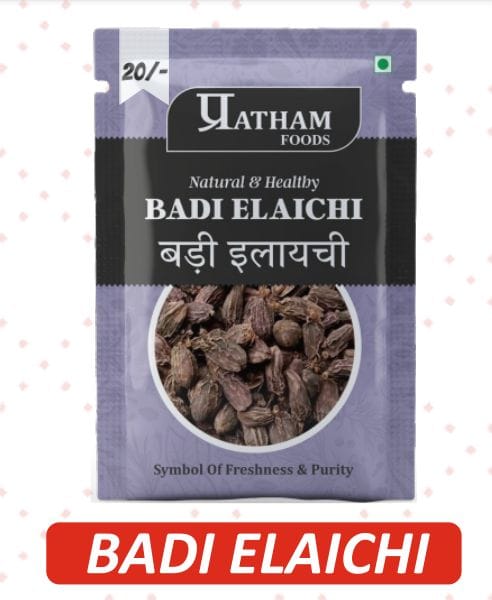 20/-
प्रATHAM
FOODS
Natural & Healthy
BADI ELAICHI
बड़ी इलायची
Symbol Of Freshness & Purity
BADI ELAICHI